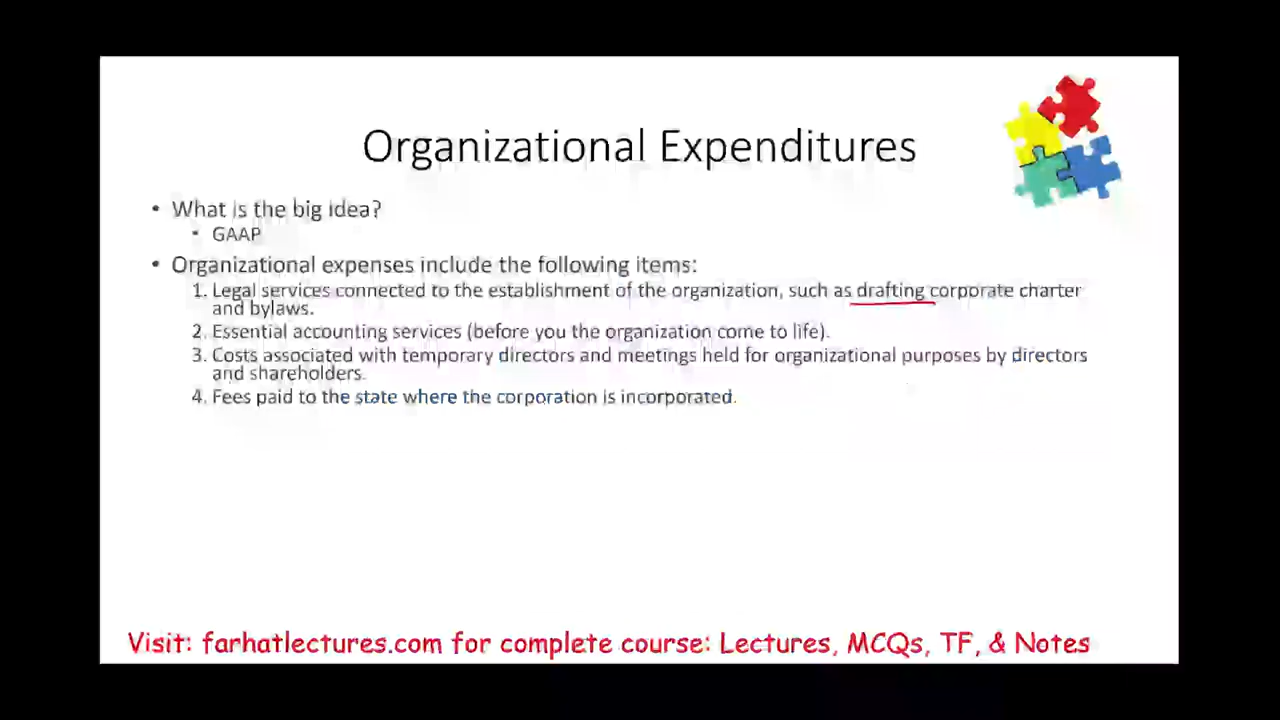 Organizational Expenditures
• What is the big idea?
• GAAP
• Organizational expenses include the following items:
1. Legal services connected to the establishment of the organization, such as drafting corporate charter
and bylaws.
2. Essential accounting services (before you the organization come to life).
3. Costs associated with temporary directors and meetings held for organizational purposes by directors
and shareholders.
4. Fees paid to the state where the corporation is incorporated.
Visit: farhatlectures.com for complete course: Lectures, MCQs, TF, & Notes